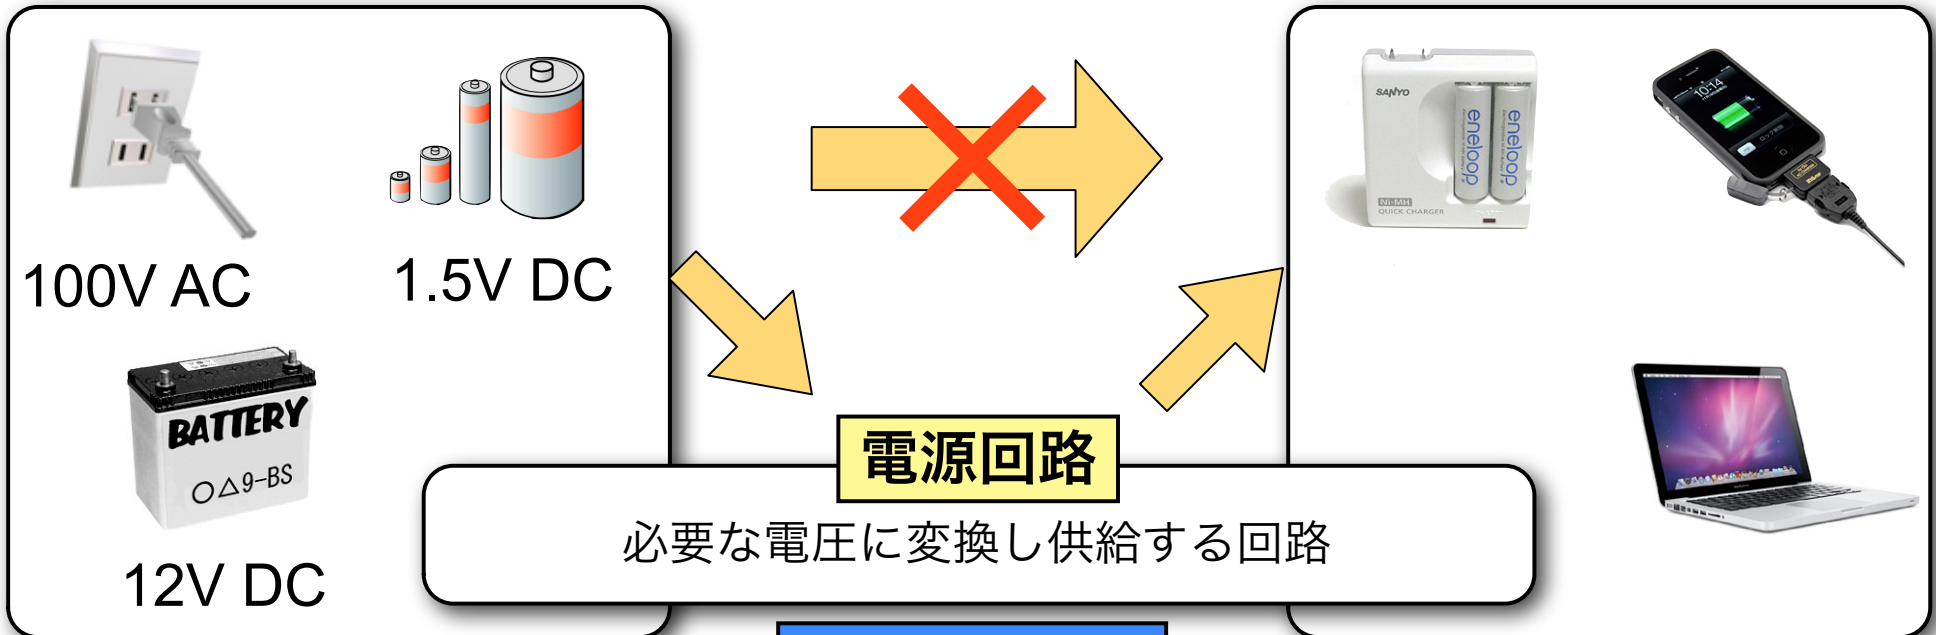 100V AC
1.5V DC
BATTERY
○△9-BS
12V DC
電源回路
必要な電圧に変換し供給する回路
SANYO
eneloop
eneloop
Ni-MH
QUICK CHARGER
10:14